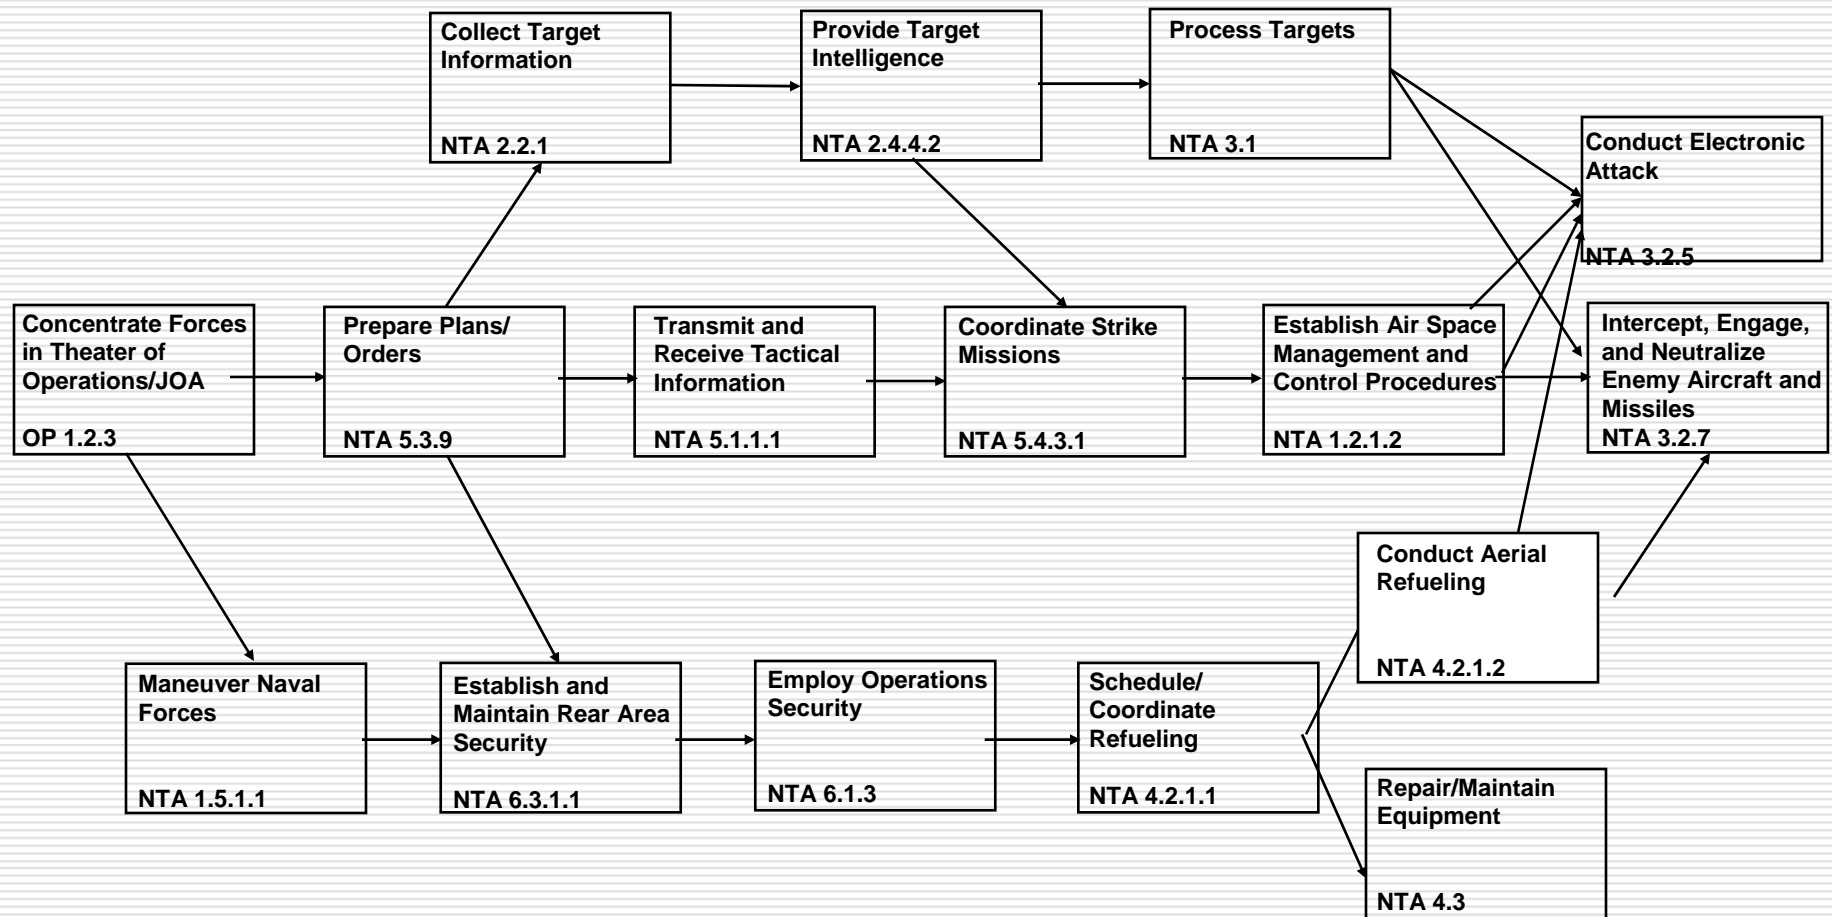 Collect Target
Information
NTA 2.2.1
Provide Target
Intelligence
NTA 2.4.4.2
Process Targets
NTA 3.1
Conduct Electronic
Attack
NTA 3.2.5
Concentrate Forces
in Theater of
Operations/JOA
OP 1.2.3
Prepare Plans/
Orders
NTA 5.3.9
Transmit and
Receive Tactical
Information
NTA 5.1.1.1
Coordinate Strike
Missions
NTA 5.4.3.1
Establish Air Space
Management and
Control Procedures
NTA 1.2.1.2
Intercept, Engage,
and Neutralize
Enemy Aircraft and
Missiles
NTA 3.2.7
Conduct Aerial
Refueling
NTA 4.2.1.2
Maneuver Naval
Forces
NTA 1.5.1.1
Establish and
Maintain Rear Area
Security
NTA 6.3.1.1
Employ Operations
Security
NTA 6.1.3
Schedule/
Coordinate
Refueling
NTA 4.2.1.1
Repair/Maintain
Equipment
NTA 4.3